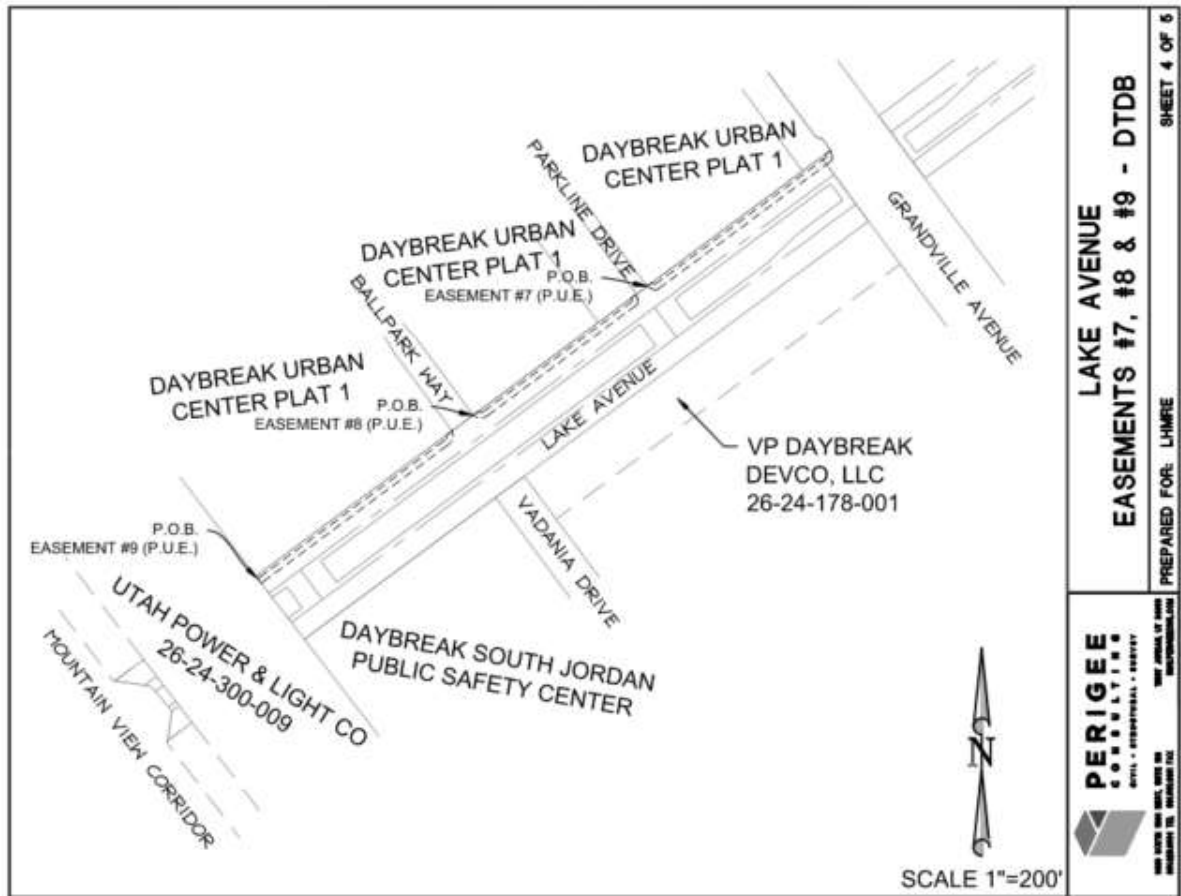 DAYBREAK URBAN
CENTER PLAT 1
PARKLINE DRIVE
DAYBREAK URBAN
CENTER PLAT 1
P.O.B.
EASEMENT #7 (P.U.E.)
GRANDVILLE AVENUE
BALLPARK WAY
DAYBREAK URBAN
CENTER PLAT 1
P.O.B.
EASEMENT #8 (P.U.E.)
LAKE AVENUE
VP DAYBREAK
DEVCO, LLC
26-24-178-001
VADANIA DRIVE
P.O.B.
EASEMENT #9 (P.U.E.)
UTAH POWER & LIGHT CO
26-24-300-009
DAYBREAK SOUTH JORDAN
PUBLIC SAFETY CENTER
MOUNTAIN VIEW CORRIDOR
N
SCALE 1"=200'
LAKE AVENUE
EASEMENTS #7, #8 & #9 - DTDB
PREPARED FOR: LHMRE
SHEET 4 OF 5
PERIGEE
CONSULTING
CIVIL • STRUCTURAL • SURVEY